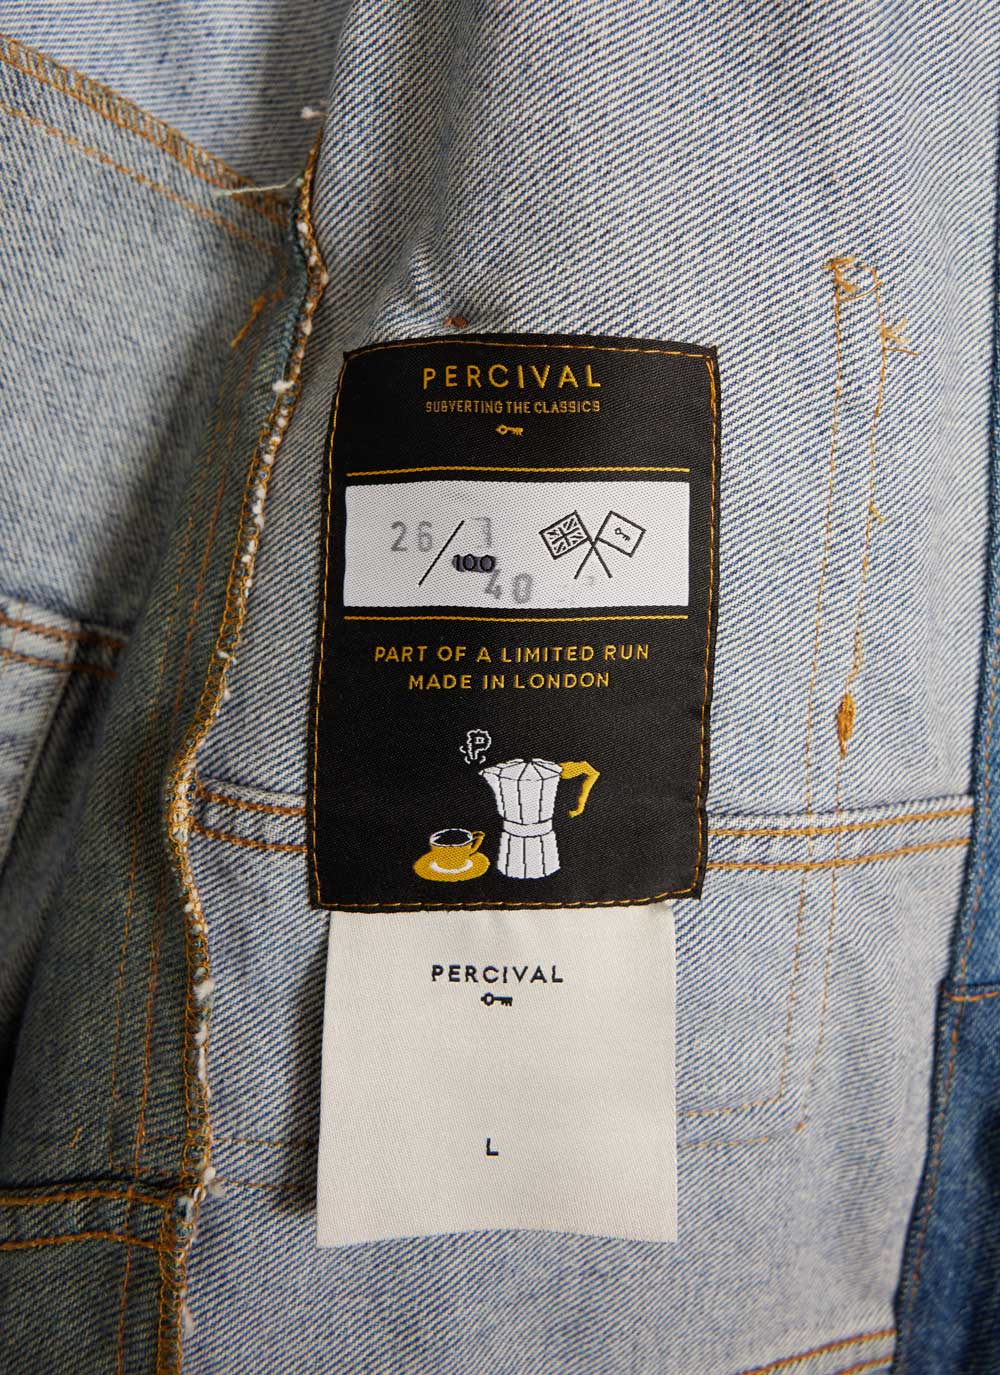 PERCIVAL
SUBVERTING THE CLASSICS
26/
100
40
PART OF A LIMITED RUN
MADE IN LONDON
P
PERCIVAL
L